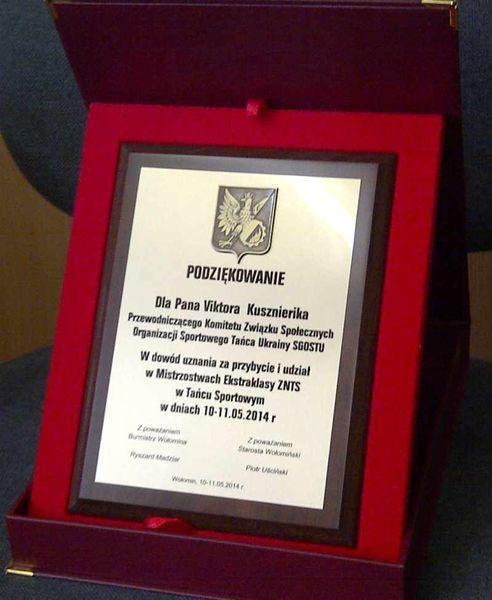 PODZIĘKOWANIE
Dla Pana Viktora Kusznierika
Przewodniczącego Komitetu Związku Społecznych
Organizacji Sportowego Tańca Ukrainy SGOSTU
W dowód uznania za przybycie i udział
w Mistrzostwach Ekstraklasy ZNTS
w Tańcu Sportowym
w dniach 10-11.05.2014 r
Z poważaniem
Burmistrz Wołomina
Ryszard Madziar
Z poważaniem
Starosta Wołomiński
Piotr Uściński
Wołomin, 10-11.05.2014 r.